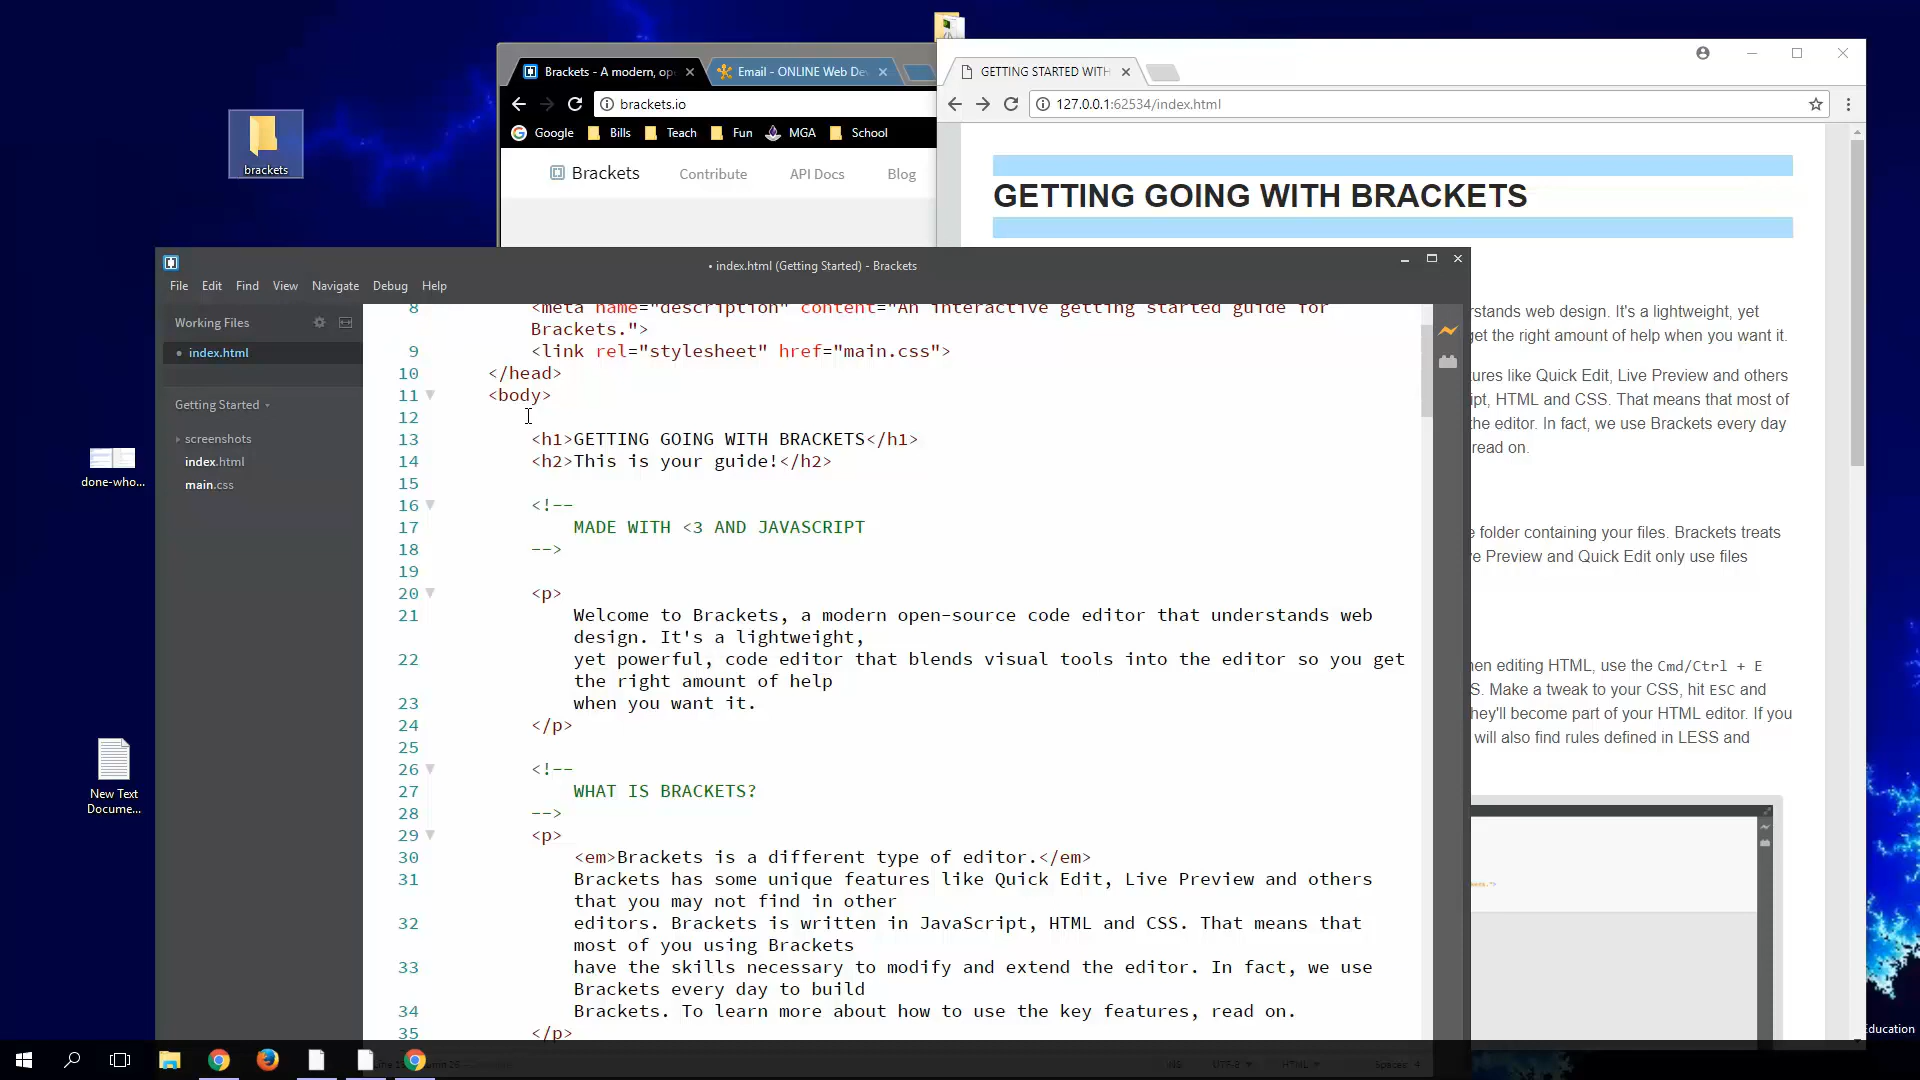 brackets
done-who...
New Text
Docume...
Brackets - A modern, op
Email - ONLINE Web De
brackets.io
Google
Bills
Teach
Fun
MGA
School
Brackets
Contribute
API Docs
Blog
GETTING STARTED WITH
127.0.0.1:62534/index.html
GETTING GOING WITH BRACKETS
• index.html (Getting Started) - Brackets
File
Edit
Find
View
Navigate
Debug
Help
Working Files
• index.html
Getting Started
screenshots
index.html
main.css
8 <meta name="description" content="An interactive getting started guide for
Brackets.">
9 <link rel="stylesheet" href="main.css">
10 </head>
11 <body>
12
13 <h1>GETTING GOING WITH BRACKETS</h1>
14 <h2>This is your guide!</h2>
15
16 <!--
17 MADE WITH <3 AND JAVASCRIPT
18 -->
19
20 <p>
21 Welcome to Brackets, a modern open-source code editor that understands web
design. It's a lightweight,
22 yet powerful, code editor that blends visual tools into the editor so you get
the right amount of help
23 when you want it.
24 </p>
25
26 <!--
27 WHAT IS BRACKETS?
28 -->
29 <p>
30 <em>Brackets is a different type of editor.</em>
31 Brackets has some unique features like Quick Edit, Live Preview and others
that you may not find in other
32 editors. Brackets is written in JavaScript, HTML and CSS. That means that
most of you using Brackets
33 have the skills necessary to modify and extend the editor. In fact, we use
Brackets every day to build
34 Brackets. To learn more about how to use the key features, read on.
35 </p>
INS
UTF-8
HTML
Spaces: 4
rstands web design. It's a lightweight, yet
get the right amount of help when you want it.
tures like Quick Edit, Live Preview and others
ipt, HTML and CSS. That means that most of
the editor. In fact, we use Brackets every day
read on.
e folder containing your files. Brackets treats
ve Preview and Quick Edit only use files
hen editing HTML, use the Cmd/Ctrl + E
S. Make a tweak to your CSS, hit ESC and
they'll become part of your HTML editor. If you
will also find rules defined in LESS and
Education